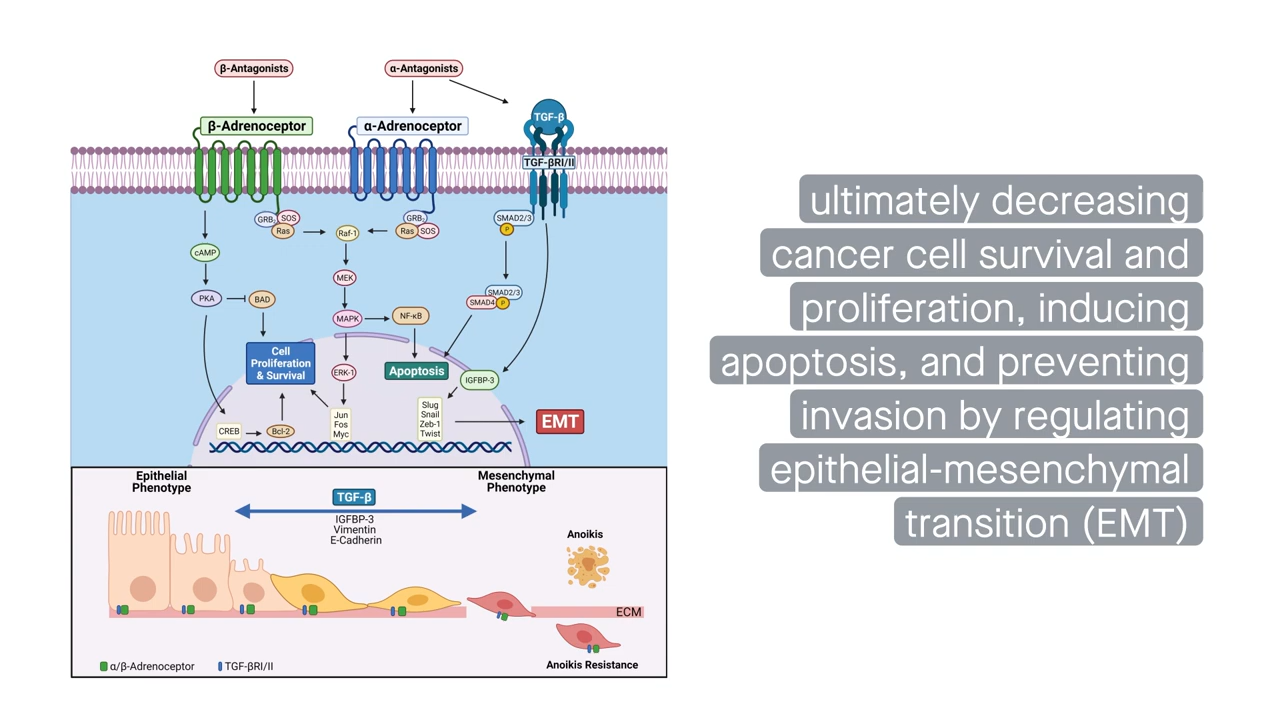 β-Antagonists
α-Antagonists
TGF-β
β-Adrenoceptor
α-Adrenoceptor
TGF-βRI/II
GRB2
SOS
Ras
Raf-1
GRB2
Ras
SOS
SMAD2/3
P
cAMP
MEK
PKA
BAD
SMAD2/3
SMAD4
P
MAPK
NF-κB
Cell
Proliferation
& Survival
ERK-1
Apoptosis
IGFBP-3
CREB
Bcl-2
Jun
Fos
Myc
Slug
Snail
Zeb-1
Twist
EMT
Epithelial
Phenotype
Mesenchymal
Phenotype
TGF-β
IGFBP-3
Vimentin
E-Cadherin
Anoikis
ECM
α/β-Adrenoceptor
TGF-βRI/II
Anoikis Resistance
ultimately decreasing
cancer cell survival and
proliferation, inducing
apoptosis, and preventing
invasion by regulating
epithelial-mesenchymal
transition (EMT)